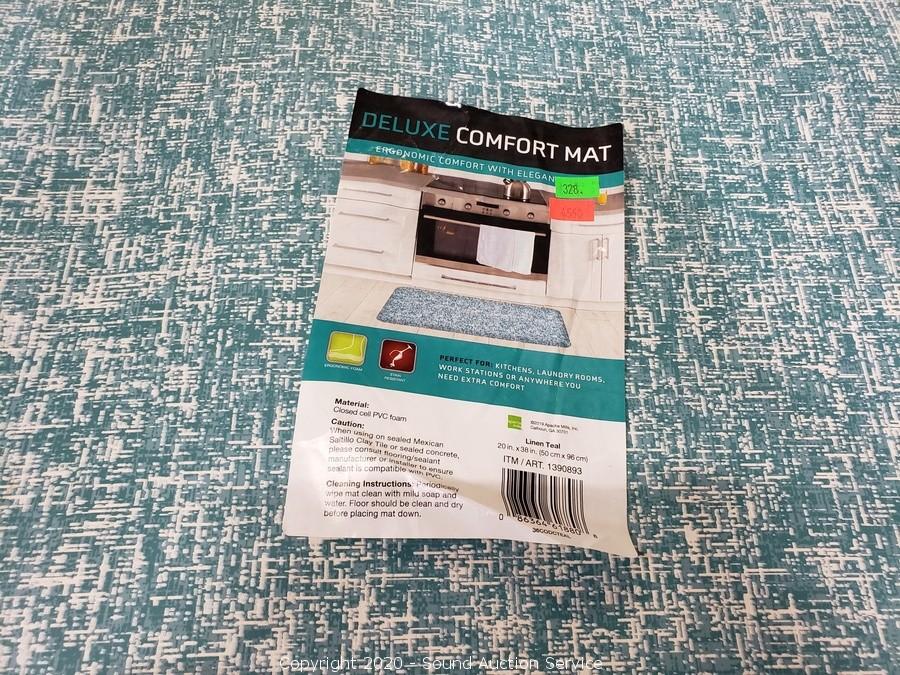 DELUXE COMFORT MAT
ERGONOMIC COMFORT WITH ELEGAN
328
ERGONOMIC FOAM
STAIN
RESISTANT
PERFECT FOR: KITCHENS, LAUNDRY ROOMS,
WORK STATIONS OR ANYWHERE YOU
NEED EXTRA COMFORT
Material:
Closed cell PVC foam
Caution:
When using on sealed Mexican
Saltillo Clay Tile or sealed concrete,
please consult flooring/sealant
manufacturer or installer to ensure
sealant is compatible with PVC.
Cleaning Instructions: Periodically
wipe mat clean with mild soap and
water. Floor should be clean and dry
before placing mat down.
©2019 Apache Mills, Inc.
Calhoun, GA 30701
Linen Teal
20 in. x 38 in. (50 cm x 96 cm)
ITM / ART. 1390893
Copyright 2020 - Sound Auction Service